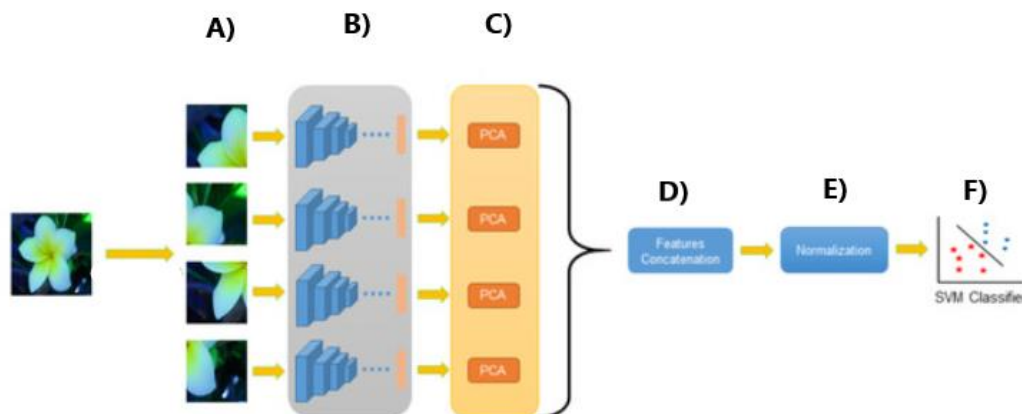 A)
B)
C)
D)
E)
F)
PCA
PCA
PCA
PCA
Features
Concatenation
Normalization
SVM Classifie